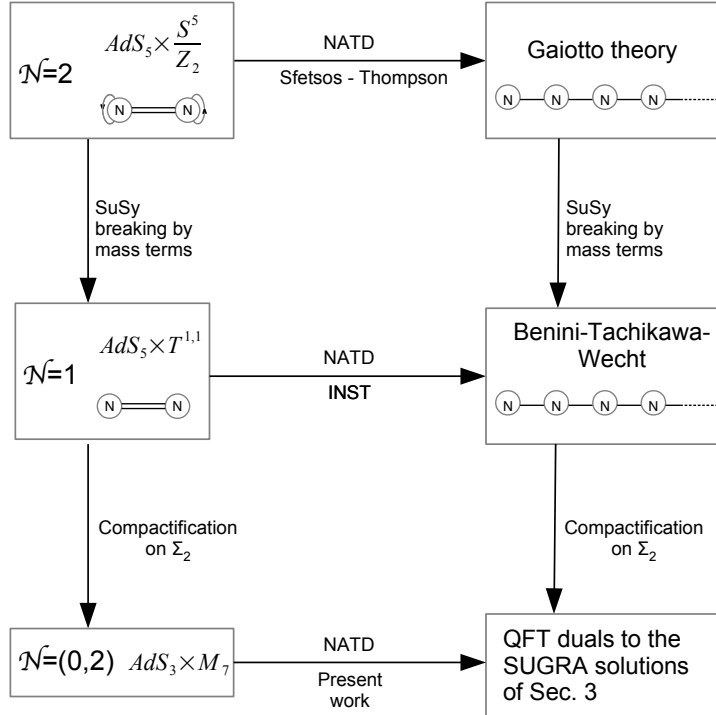 AdS₅ × S⁵/Z₂
𝒩=2
N N
NATD
Sfetsos - Thompson
Gaiotto theory
N N N N
SuSy
breaking by
mass terms
SuSy
breaking by
mass terms
AdS₅ × T^{1,1}
𝒩=1
N N
NATD
INST
Benini-Tachikawa-
Wecht
N N N N
Compactification
on Σ₂
Compactification
on Σ₂
𝒩=(0,2) AdS₃ × M₇
NATD
Present
work
QFT duals to the
SUGRA solutions
of Sec. 3